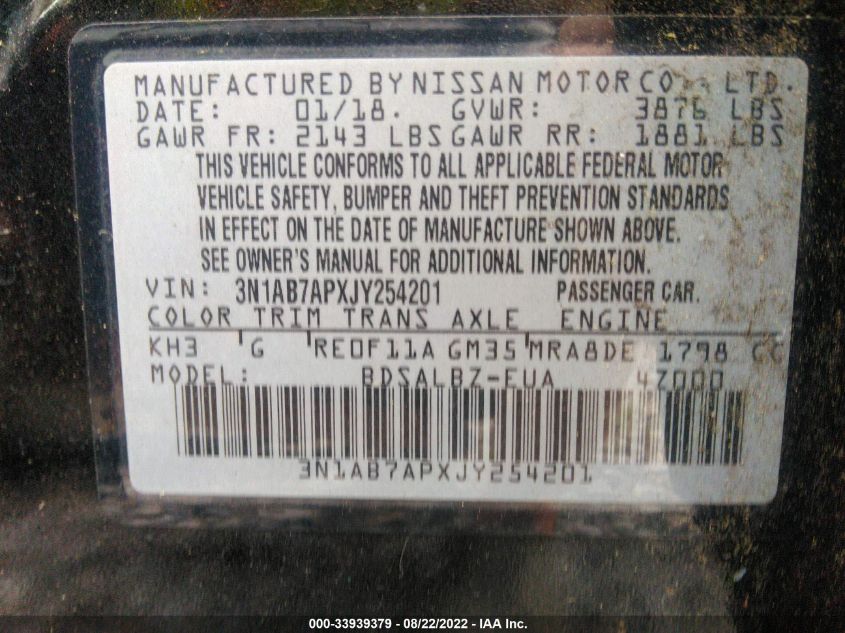 MANUFACTURED BY NISSAN MOTOR CO., LTD.
DATE: 01/18. GVWR: 3876 LBS
GAWR FR: 2143 LBS GAWR RR: 1881 LBS
THIS VEHICLE CONFORMS TO ALL APPLICABLE FEDERAL MOTOR
VEHICLE SAFETY, BUMPER AND THEFT PREVENTION STANDARDS
IN EFFECT ON THE DATE OF MANUFACTURE SHOWN ABOVE.
SEE OWNER'S MANUAL FOR ADDITIONAL INFORMATION.
VIN: 3N1AB7APXJY254201 PASSENGER CAR.
COLOR TRIM TRANS AXLE ENGINE
KH3 G RE0F11A GM35 MRA8DE 1798 CC
MODEL: BDSALBZ-EUA 4Z000
3N1AB7APXJY254201
000-33939379 - 08/22/2022 - IAA Inc.